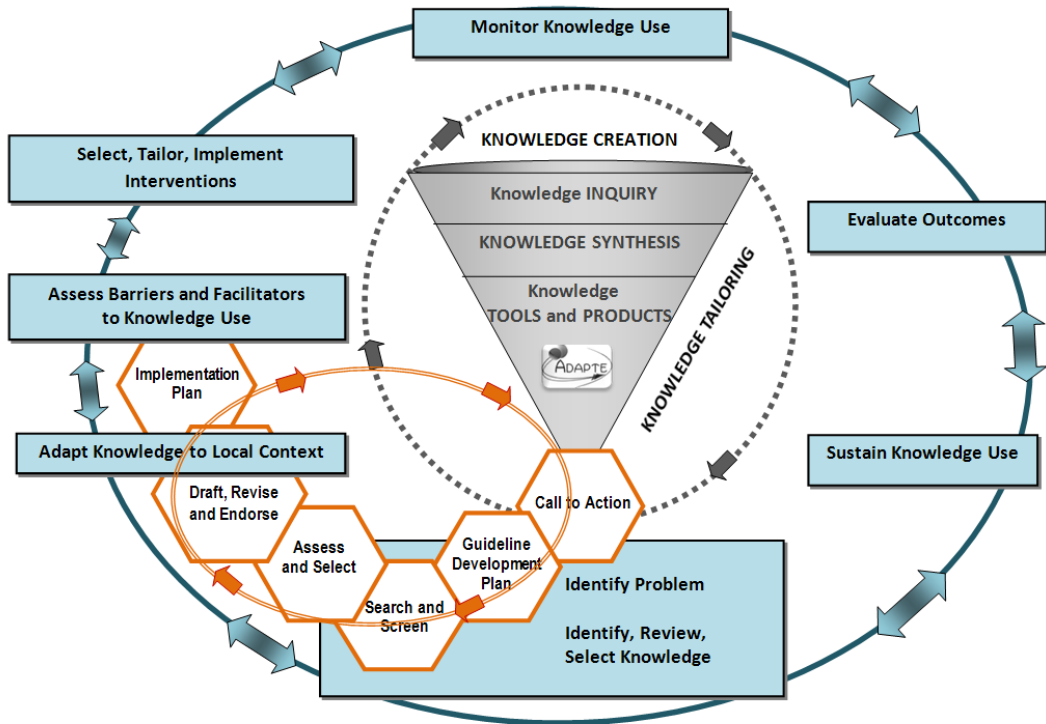 Monitor Knowledge Use
KNOWLEDGE CREATION
Select, Tailor, Implement
Interventions
Knowledge INQUIRY
KNOWLEDGE SYNTHESIS
Evaluate Outcomes
Knowledge
TOOLS and PRODUCTS
KNOWLEDGE TAILORING
Assess Barriers and Facilitators
to Knowledge Use
ADAPTE
Implementation
Plan
Adapt Knowledge to Local Context
Sustain Knowledge Use
Draft, Revise
and Endorse
Call to Action
Assess
and Select
Guideline
Development
Plan
Search and
Screen
Identify Problem
Identify, Review,
Select Knowledge